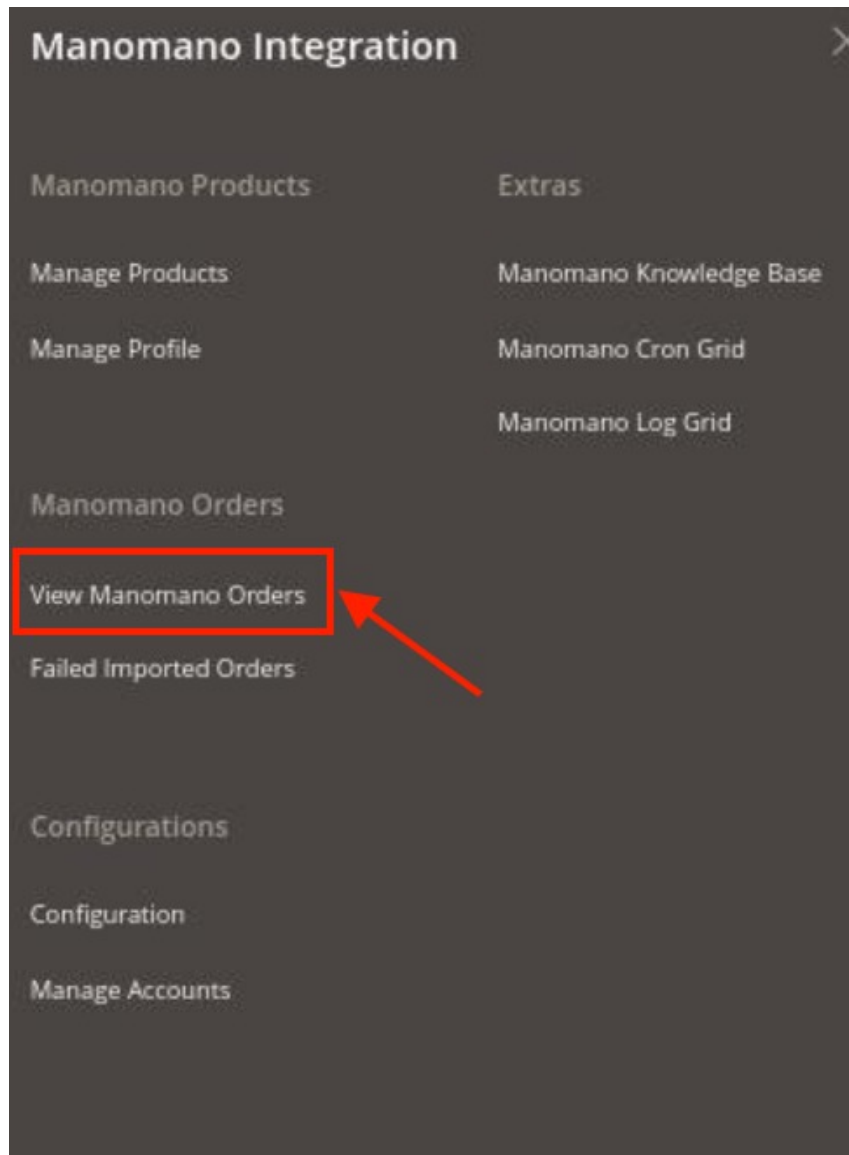 Manomano Integration
Manomano Products
Manage Products
Manage Profile
Extras
Manomano Knowledge Base
Manomano Cron Grid
Manomano Log Grid
Manomano Orders
View Manomano Orders
Failed Imported Orders
Configurations
Configuration
Manage Accounts